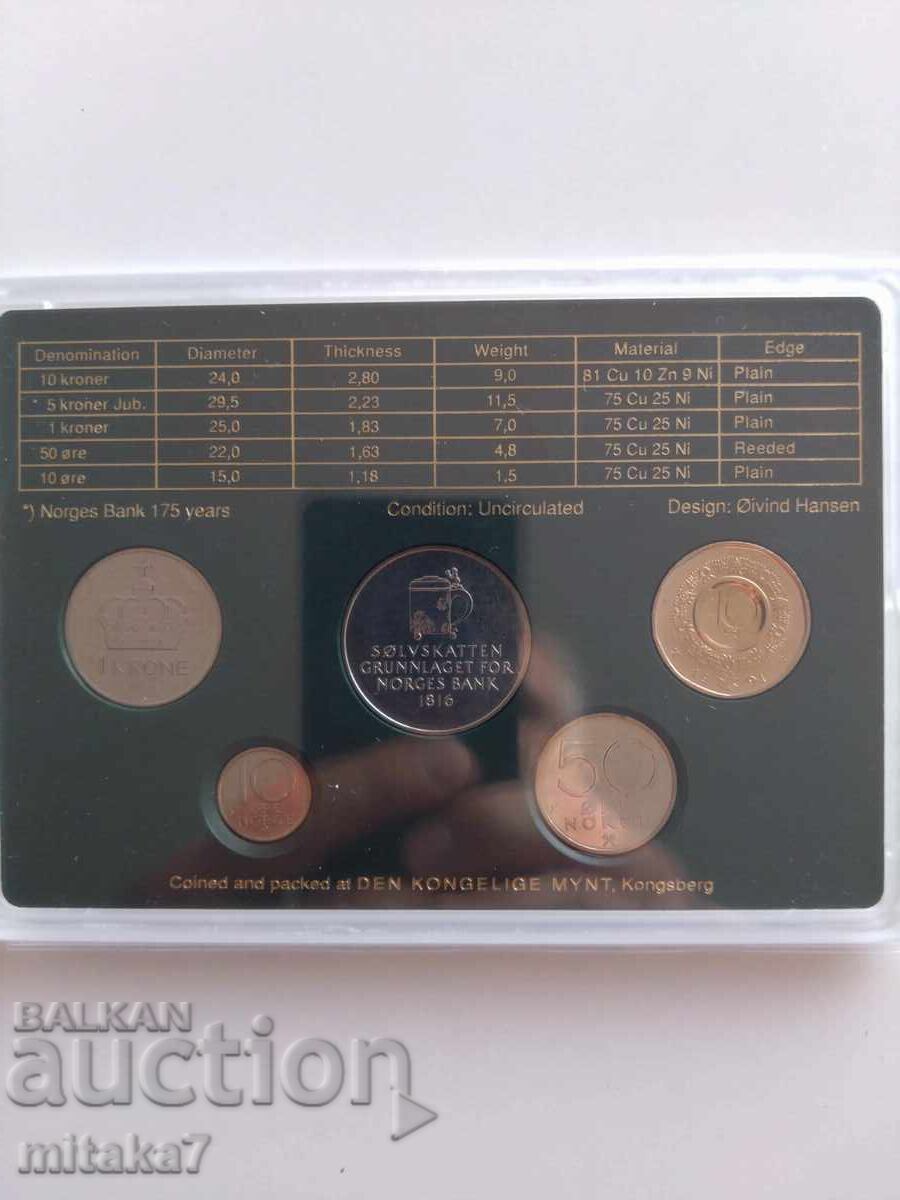 Denomination Diameter Thickness Weight Material Edge
10 kroner 24,0 2,80 9,0 81 Cu 10 Zn 9 Ni Plain
* 5 kroner Jub. 29,5 2,23 11,5 75 Cu 25 Ni Plain
1 kroner 25,0 1,83 7,0 75 Cu 25 Ni Plain
50 øre 22,0 1,63 4,8 75 Cu 25 Ni Reeded
10 øre 15,0 1,18 1,5 75 Cu 25 Ni Plain
*) Norges Bank 175 years Condition: Uncirculated Design: Øivind Hansen
1 KRONE
SØLVSKATTEN
GRUNNLAGET FOR
NORGES BANK
1816
10
10
ØRE
NORGE
50
Coined and packed at DEN KONGELIGE MYNT, Kongsberg
BALKAN
auction
mitaka7